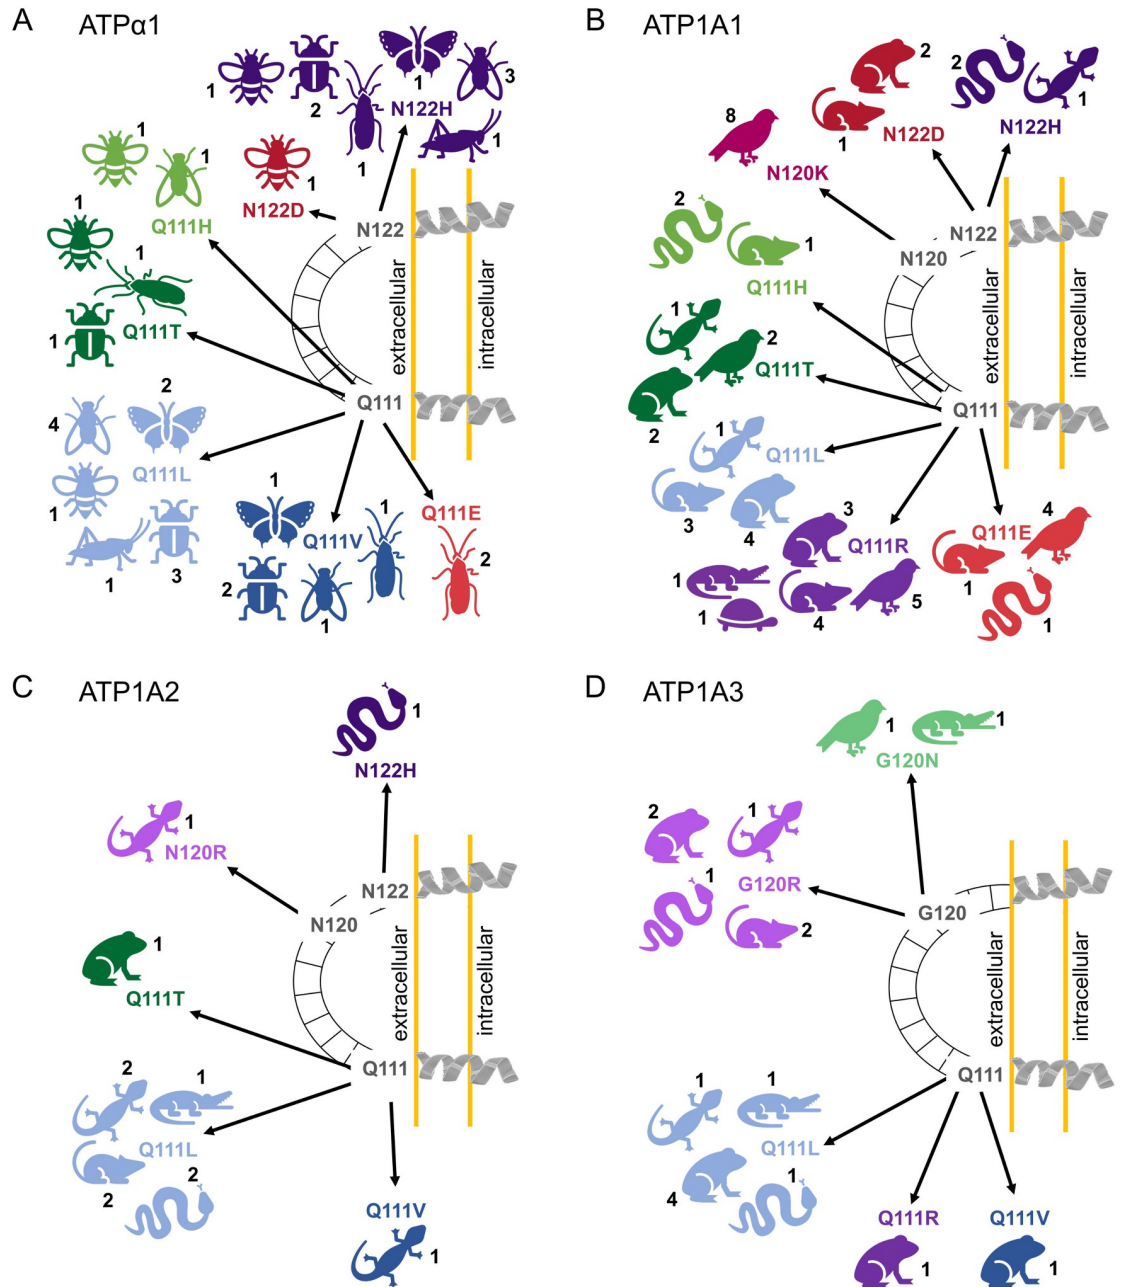 A ATPα1
1
2
1
3
N122H
1
1
1
1
N122D
1
Q111H
N122
1
1
1
Q111T
extracellular
intracellular
2
4
Q111L
1
1
3
Q111
1
Q111V
1
2
1
Q111E
2
B ATP1A1
2
1
N122D
2
1
N122H
8
N120K
2
1
Q111H
N122
N120
1
2
Q111T
2
extracellular
intracellular
1
Q111L
3
4
Q111
3
Q111R
1
1
4
5
Q111E
4
1
1
C ATP1A2
1
N122H
1
N120R
N122
N120
1
Q111T
extracellular
intracellular
Q111
2
1
Q111L
2
2
Q111V
1
D ATP1A3
1
1
G120N
2
1
1
G120R
2
G120
extracellular
intracellular
Q111
1
1
Q111L
4
1
Q111R
1
Q111V
1